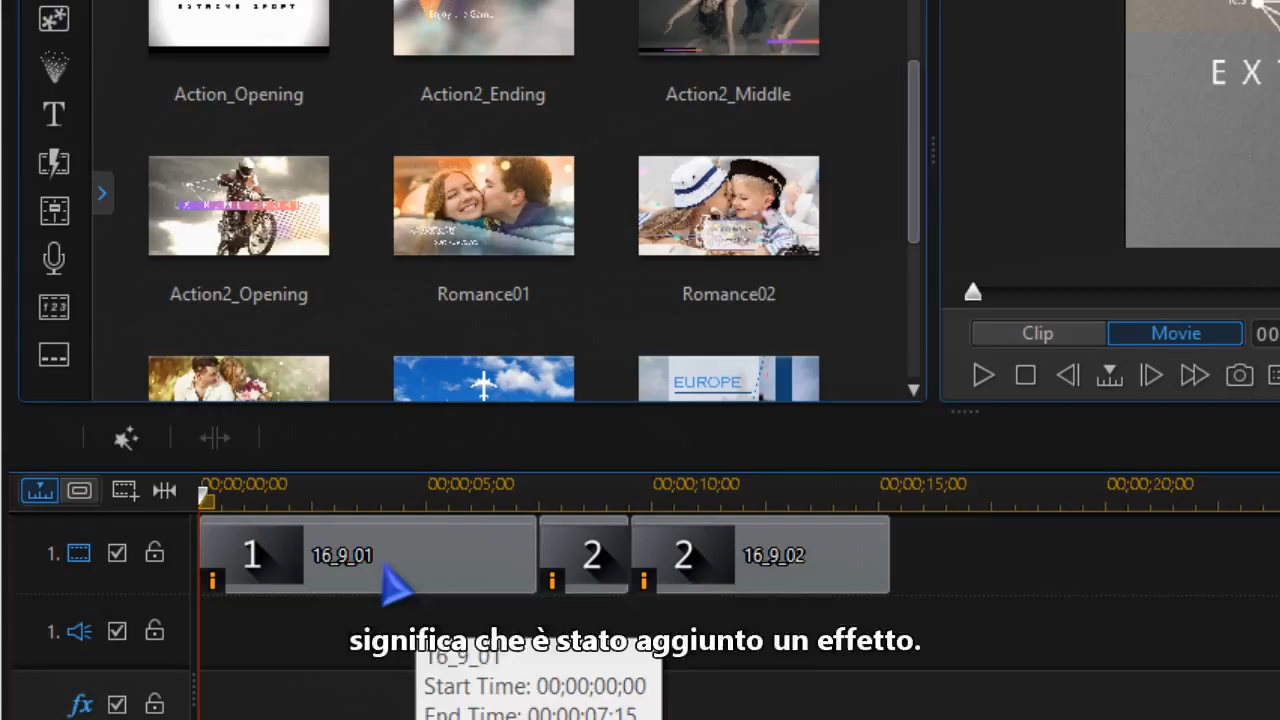 EXTREME SPORT
Action_Opening
Action2_Ending
Action2_Middle
EXT
Action2_Opening
Romance01
Romance02
EUROPE
Clip
Movie
00
T
123
00;00;00;00
00;00;05;00
00;00;10;00
00;00;15;00
00;00;20;00
1.
1
16_9_01
2
2
16_9_02
i
i
i
1.
significa che è stato aggiunto un effetto.
16_9_01
Start Time: 00;00;00;00
End Time: 00;00;07;15
fx